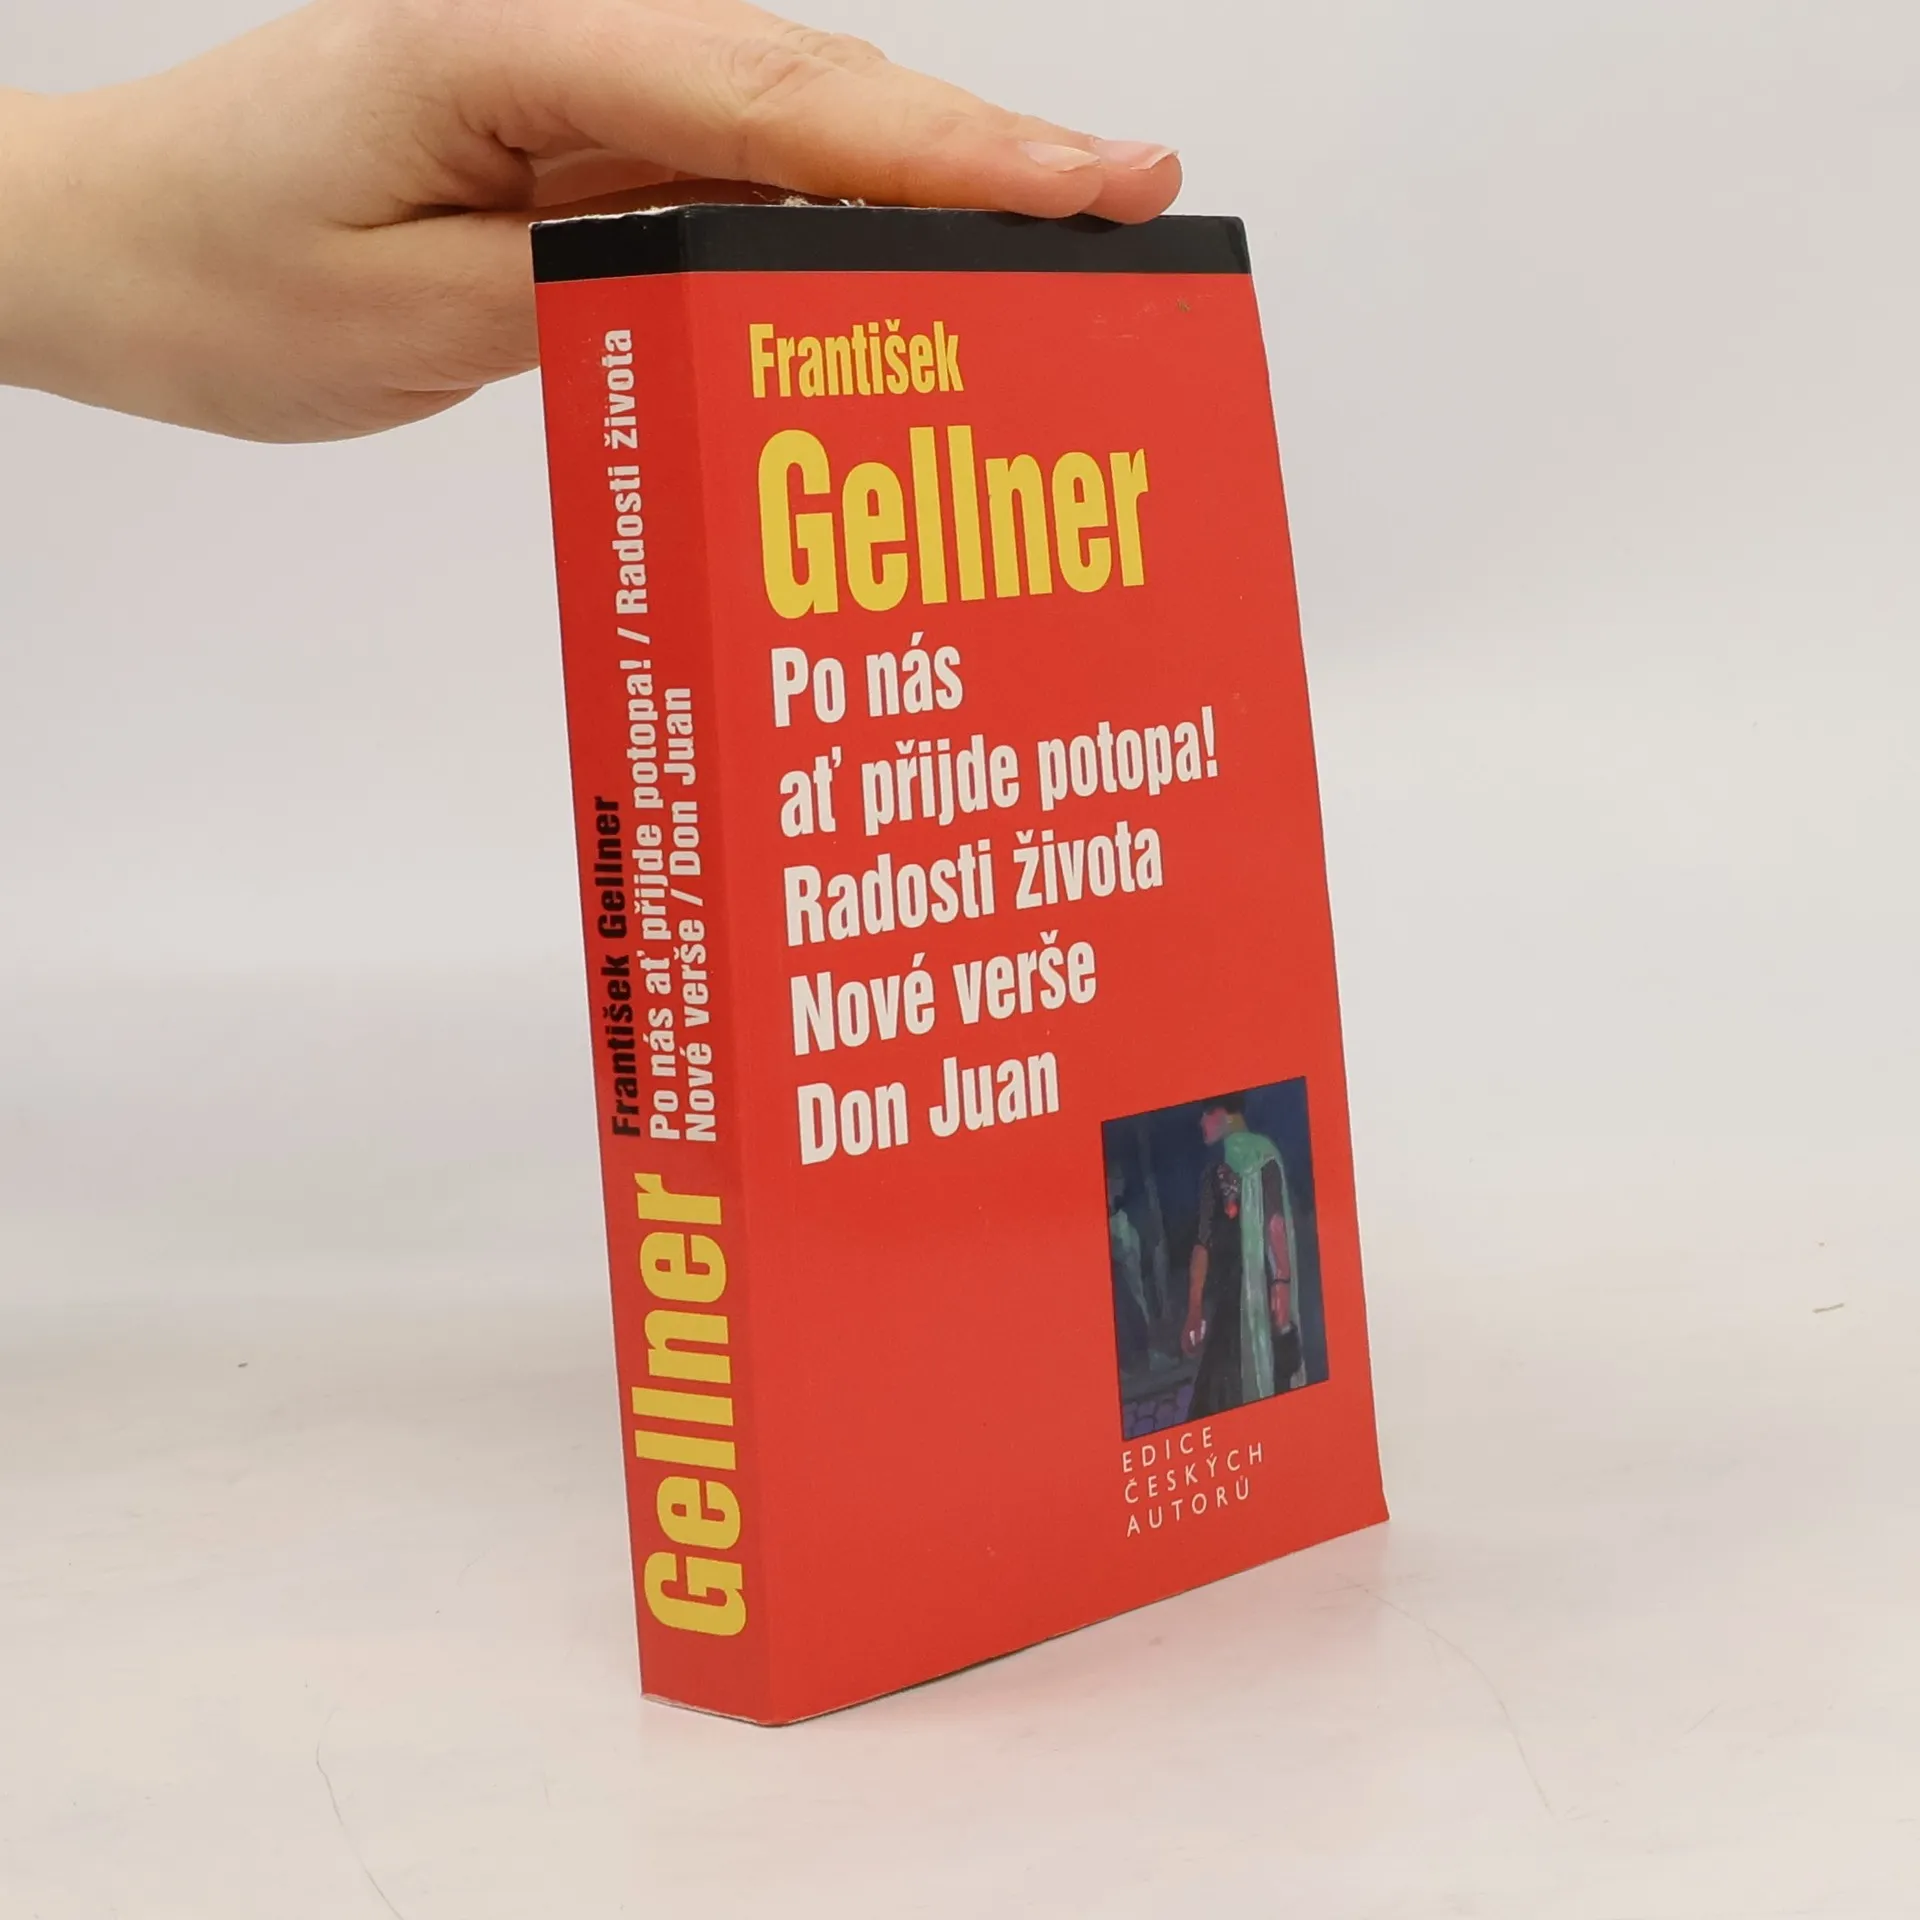 František
Gellner
Po nás
ať přijde potopa!
Radosti života
Nové verše
Don Juan
EDICE
ČESKÝCH
AUTORŮ
František Gellner
Po nás ať přijde potopa! / Radosti života
Nové verše / Don Juan
Gellner